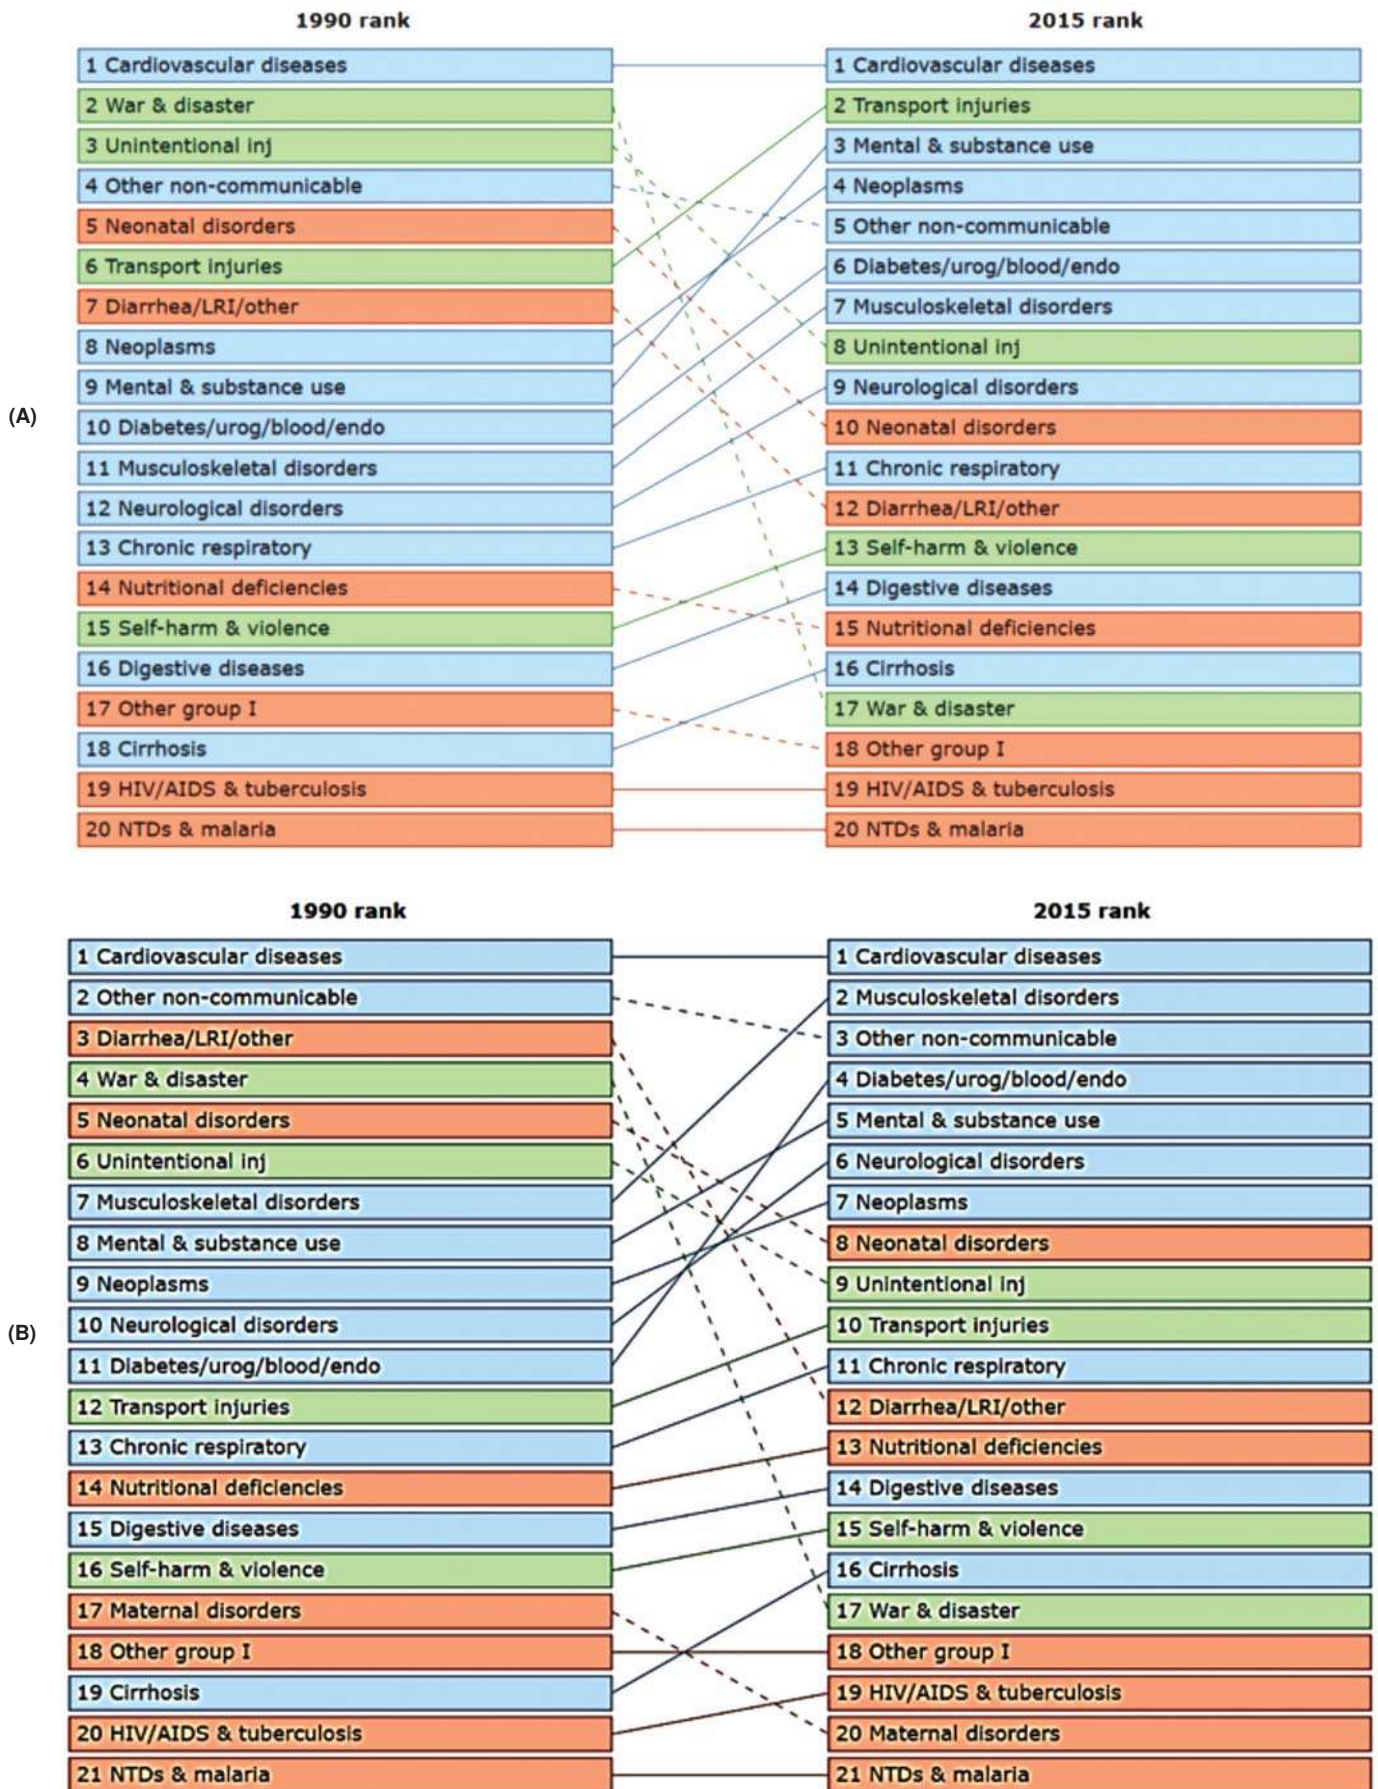 1990 rank 2015 rank
1 Cardiovascular diseases 1 Cardiovascular diseases
2 War & disaster 2 Transport injuries
3 Unintentional inj 3 Mental & substance use
4 Other non-communicable 4 Neoplasms
5 Neonatal disorders 5 Other non-communicable
6 Transport injuries 6 Diabetes/urog/blood/endo
7 Diarrhea/LRI/other 7 Musculoskeletal disorders
8 Neoplasms 8 Unintentional inj
9 Mental & substance use 9 Neurological disorders
(A)
10 Diabetes/urog/blood/endo 10 Neonatal disorders
11 Musculoskeletal disorders 11 Chronic respiratory
12 Neurological disorders 12 Diarrhea/LRI/other
13 Chronic respiratory 13 Self-harm & violence
14 Nutritional deficiencies 14 Digestive diseases
15 Self-harm & violence 15 Nutritional deficiencies
16 Digestive diseases 16 Cirrhosis
17 Other group I 17 War & disaster
18 Cirrhosis 18 Other group I
19 HIV/AIDS & tuberculosis 19 HIV/AIDS & tuberculosis
20 NTDs & malaria 20 NTDs & malaria
1990 rank 2015 rank
1 Cardiovascular diseases 1 Cardiovascular diseases
2 Other non-communicable 2 Musculoskeletal disorders
3 Diarrhea/LRI/other 3 Other non-communicable
4 War & disaster 4 Diabetes/urog/blood/endo
5 Neonatal disorders 5 Mental & substance use
6 Unintentional inj 6 Neurological disorders
7 Musculoskeletal disorders 7 Neoplasms
8 Mental & substance use 8 Neonatal disorders
9 Neoplasms 9 Unintentional inj
10 Neurological disorders 10 Transport injuries
(B)
11 Diabetes/urog/blood/endo 11 Chronic respiratory
12 Transport injuries 12 Diarrhea/LRI/other
13 Chronic respiratory 13 Nutritional deficiencies
14 Nutritional deficiencies 14 Digestive diseases
15 Digestive diseases 15 Self-harm & violence
16 Self-harm & violence 16 Cirrhosis
17 Maternal disorders 17 War & disaster
18 Other group I 18 Other group I
19 Cirrhosis 19 HIV/AIDS & tuberculosis
20 HIV/AIDS & tuberculosis 20 Maternal disorders
21 NTDs & malaria 21 NTDs & malaria